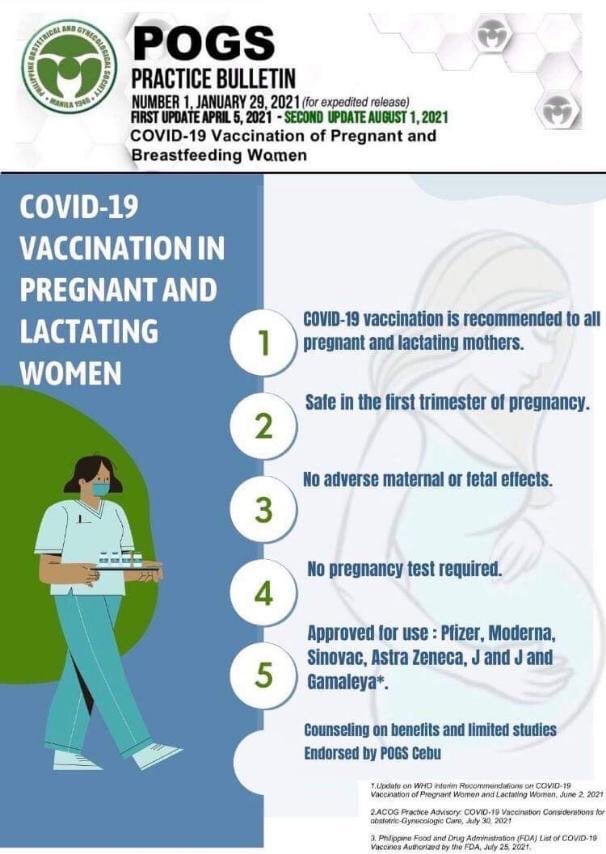 PHILIPPINE OBSTETRICAL AND GYNECOLOGICAL SOCIETY
MANILA 1946
POGS
PRACTICE BULLETIN
NUMBER 1, JANUARY 29, 2021 (for expedited release)
FIRST UPDATE APRIL 5, 2021 - SECOND UPDATE AUGUST 1, 2021
COVID-19 Vaccination of Pregnant and
Breastfeeding Women
COVID-19
VACCINATION IN
PREGNANT AND
LACTATING
WOMEN
1
COVID-19 vaccination is recommended to all
pregnant and lactating mothers.
2
Safe in the first trimester of pregnancy.
3
No adverse maternal or fetal effects.
4
No pregnancy test required.
5
Approved for use : Pfizer, Moderna,
Sinovac, Astra Zeneca, J and J and
Gamaleya*.
Counseling on benefits and limited studies
Endorsed by POGS Cebu
1.Update on WHO interim Recommendations on COVID-19
Vaccination of Pregnant Women and Lactating Women, June 2, 2021
2.ACOG Practice Advisory: COVID-19 Vaccination Considerations for
obstetric-Gynecologic Care, July 30, 2021
3. Philippine Food and Drug Administration (FDA) List of COVID-19
Vaccines Authorized by the FDA, July 25, 2021.